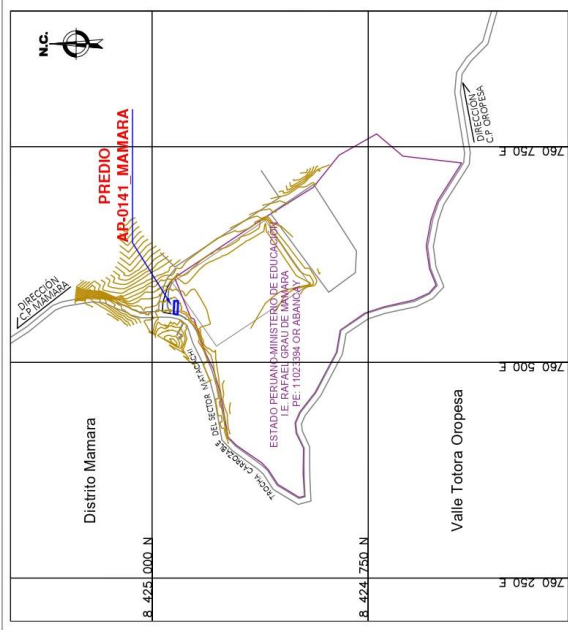 N.C.
PREDIO
AP-0141_MAMARA
DIRECCIÓN
C.P MAMARA
DIRECCIÓN
C.P OROPESA
760 750 E
760 500 E
760 250 E
8 425 000 N
8 424 750 N
Distrito Mamara
TROCHA CARROZABLE DEL SECTOR MATACCACHI
ESTADO PERUANO-MINISTERIO DE EDUCACION
I.E. RAFAEL GRAU DE MAMARA
PE: 11023394 OR ABANCAY
Valle Totora Oropesa